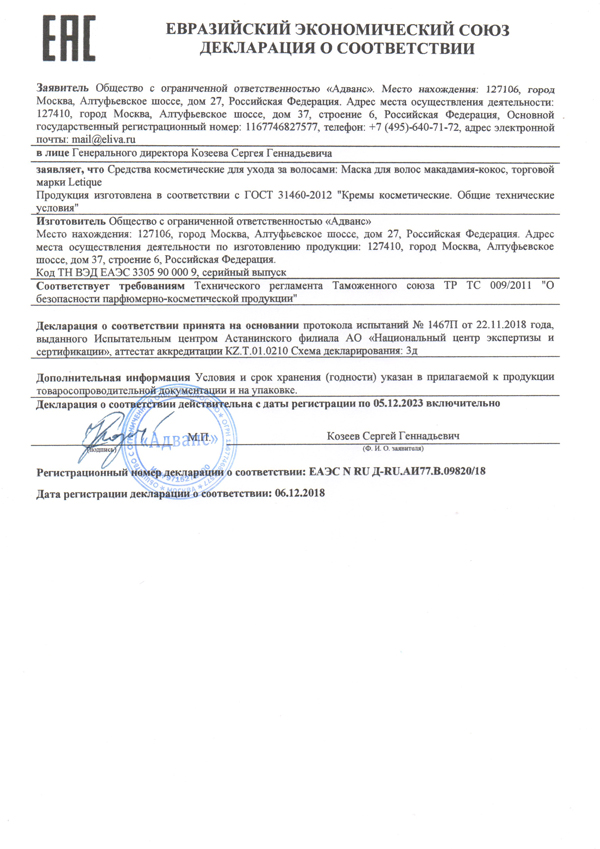 ЕАС
ЕВРАЗИЙСКИЙ ЭКОНОМИЧЕСКИЙ СОЮЗ
ДЕКЛАРАЦИЯ О СООТВЕТСТВИИ
Заявитель Общество с ограниченной ответственностью «Адванс». Место нахождения: 127106, город
Москва, Алтуфьевское шоссе, дом 27, Российская Федерация. Адрес места осуществления деятельности:
127410, город Москва, Алтуфьевское шоссе, дом 37, строение 6, Российская Федерация, Основной
государственный регистрационный номер: 1167746827577, телефон: +7 (495)-640-71-72, адрес электронной
почты: mail@eliva.ru
в лице Генерального директора Козеева Сергея Геннадьевича
заявляет, что Средства косметические для ухода за волосами: Маска для волос макадамия-кокос, торговой
марки Letique
Продукция изготовлена в соответствии с ГОСТ 31460-2012 "Кремы косметические. Общие технические
условия"
Изготовитель Общество с ограниченной ответственностью «Адванс»
Место нахождения: 127106, город Москва, Алтуфьевское шоссе, дом 27, Российская Федерация. Адрес
места осуществления деятельности по изготовлению продукции: 127410, город Москва, Алтуфьевское
шоссе, дом 37, строение 6, Российская Федерация.
Код ТН ВЭД ЕАЭС 3305 90 000 9, серийный выпуск
Соответствует требованиям Технического регламента Таможенного союза ТР ТС 009/2011 "О
безопасности парфюмерно-косметической продукции"
Декларация о соответствии принята на основании протокола испытаний № 1467П от 22.11.2018 года,
выданного Испытательным центром Астанинского филиала АО «Национальный центр экспертизы и
сертификации», аттестат аккредитации KZ.T.01.0210 Схема декларирования: 3д
Дополнительная информация Условия и срок хранения (годности) указан в прилагаемой к продукции
товаросопроводительной документации и на упаковке.
Декларация о соответствии действительна с даты регистрации по 05.12.2023 включительно
«Адванс»
М.П.
Козеев Сергей Геннадьевич
(подпись)
(Ф. И. О. заявителя)
Регистрационный номер декларации о соответствии: ЕАЭС N RU Д-RU.АИ77.В.09820/18
Дата регистрации декларации о соответствии: 06.12.2018